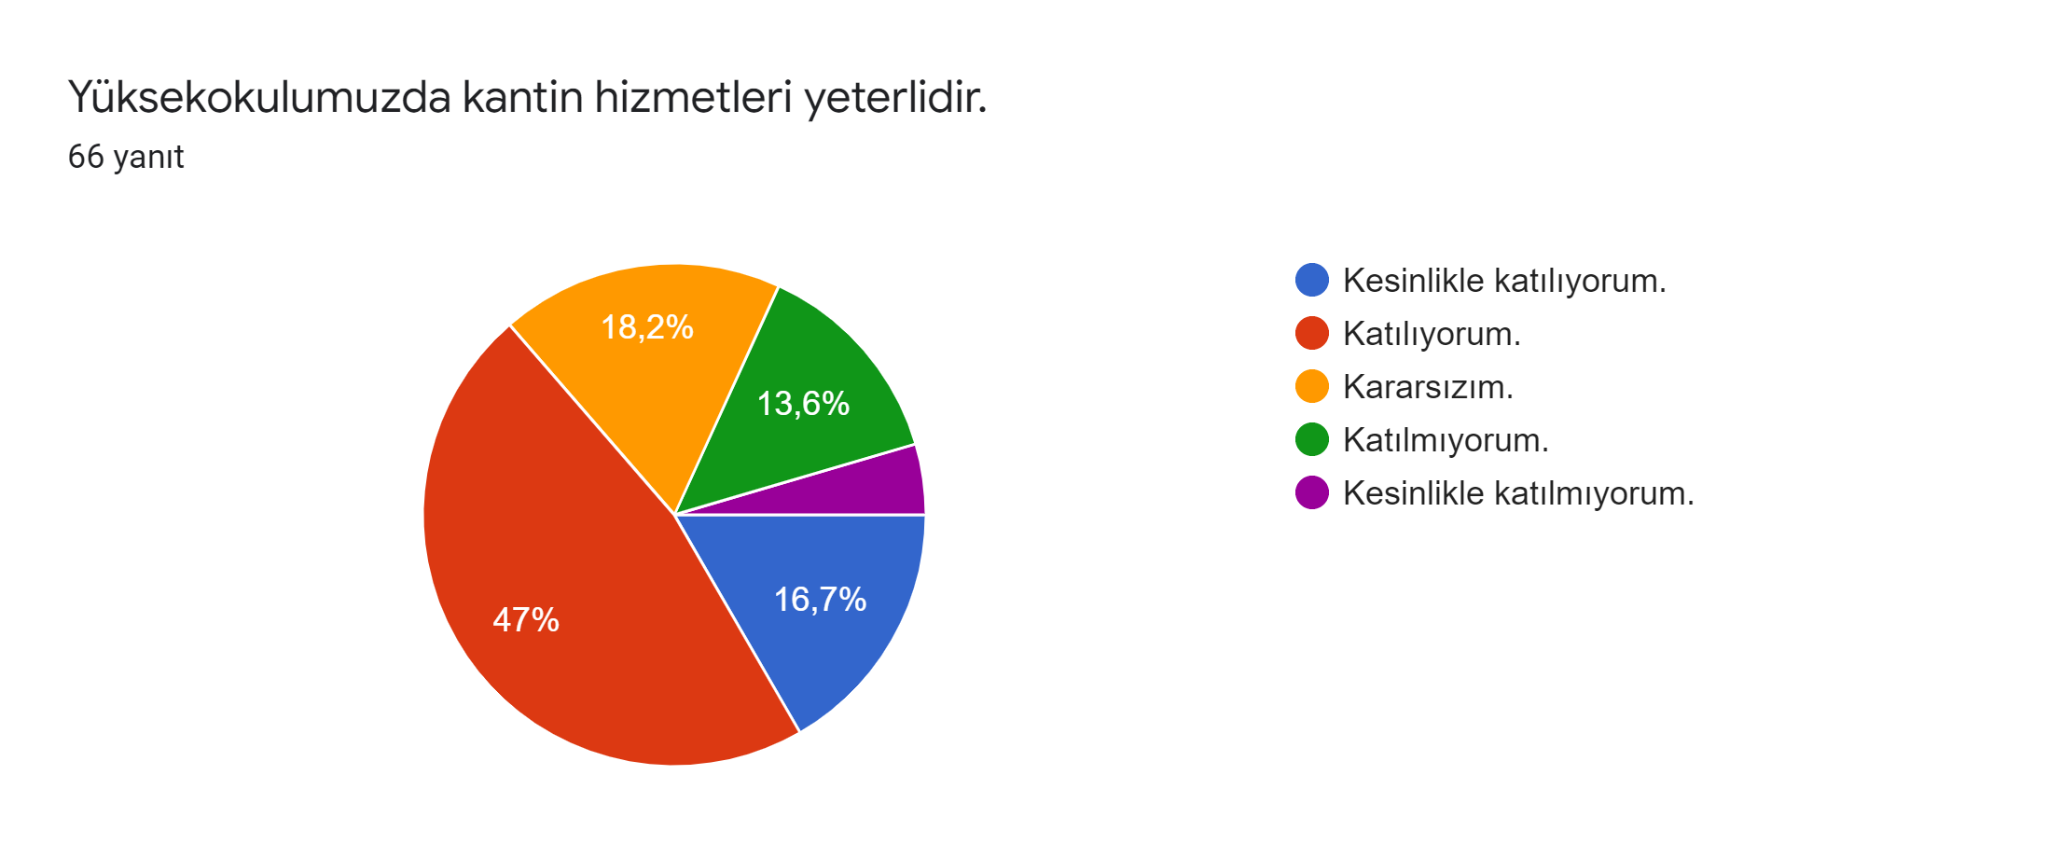 Yüksekokulumuzda kantin hizmetleri yeterlidir.
66 yanıt
18,2%
13,6%
16,7%
47%
Kesinlikle katılıyorum.
Katılıyorum.
Kararsızım.
Katılmıyorum.
Kesinlikle katılmıyorum.